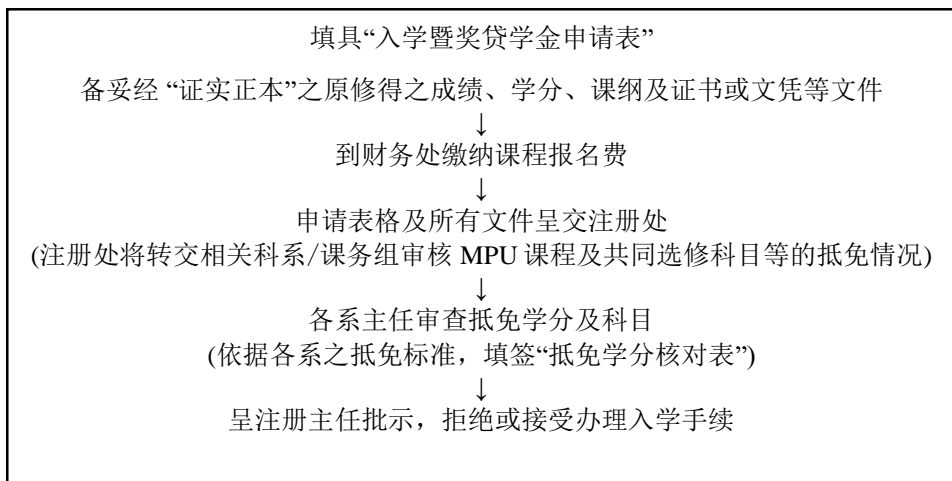 填具“入学暨奖贷学金申请表”
备妥经 “证实正本”之原修得之成绩、学分、课纲及证书或文凭等文件
↓
到财务处缴纳课程报名费
↓
申请表格及所有文件呈交注册处
(注册处将转交相关科系/课务组审核 MPU 课程及共同选修科目等的抵免情况)
↓
各系主任审查抵免学分及科目
(依据各系之抵免标准，填签“抵免学分核对表”)
↓
呈注册主任批示，拒绝或接受办理入学手续